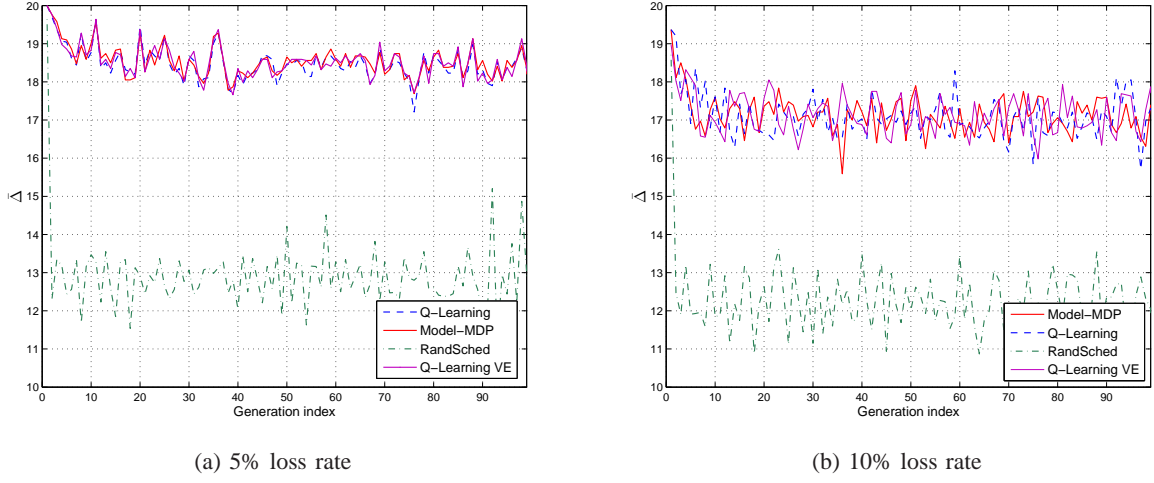 20
19
18
17
16
15
14
13
12
11
10
Δ̄
0 10 20 30 40 50 60 70 80 90
Generation index
Q−Learning
Model−MDP
RandSched
Q−Learning VE
(a) 5% loss rate
20
19
18
17
16
15
14
13
12
11
10
Δ̄
0 10 20 30 40 50 60 70 80 90
Generation index
Model−MDP
Q−Learning
RandSched
Q−Learning VE
(b) 10% loss rate